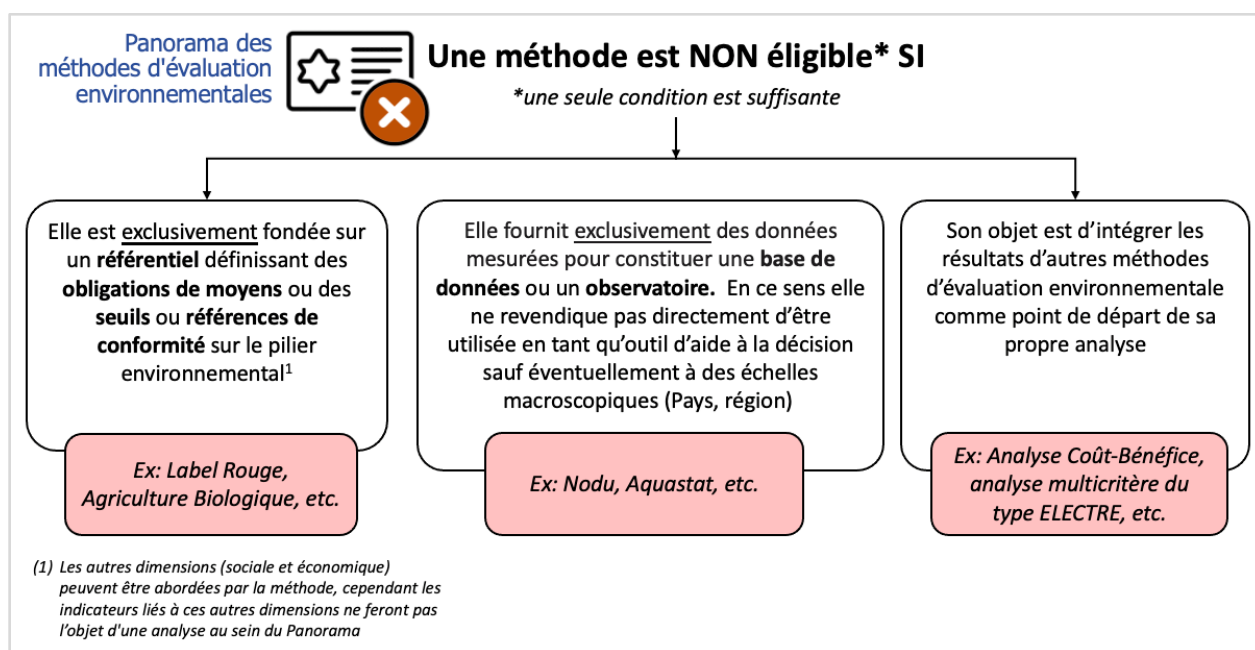 Panorama des
méthodes d'évaluation
environnementales
Une méthode est NON éligible* SI
*une seule condition est suffisante
Elle est exclusivement fondée sur
un référentiel définissant des
obligations de moyens ou des
seuils ou références de
conformité sur le pilier
environnemental1
Ex: Label Rouge,
Agriculture Biologique, etc.
Elle fournit exclusivement des données
mesurées pour constituer une base de
données ou un observatoire. En ce sens elle
ne revendique pas directement d'être
utilisée en tant qu'outil d'aide à la décision
sauf éventuellement à des échelles
macroscopiques (Pays, région)
Ex: Nodu, Aquastat, etc.
Son objet est d'intégrer les
résultats d'autres méthodes
d'évaluation environnementale
comme point de départ de sa
propre analyse
Ex: Analyse Coût-Bénéfice,
analyse multicritère du
type ELECTRE, etc.
(1) Les autres dimensions (sociale et économique)
peuvent être abordées par la méthode, cependant les
indicateurs liés à ces autres dimensions ne feront pas
l'objet d'une analyse au sein du Panorama